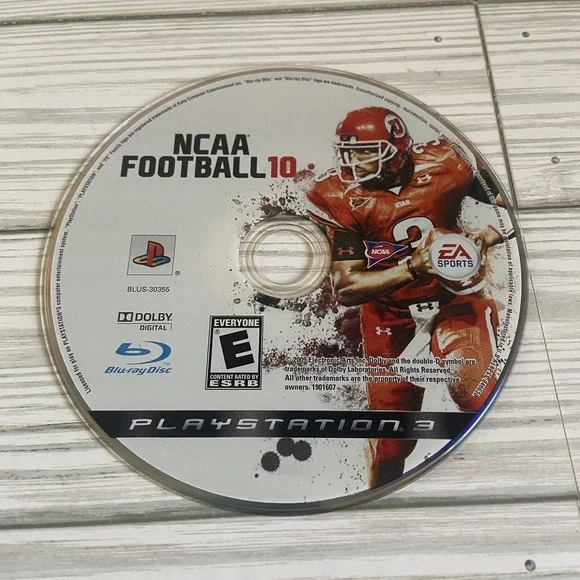 NCAA
FOOTBALL 10
UTAH
3
NCAA
EA
SPORTS
BLUS-30355
DOLBY
DIGITAL
Blu-ray Disc
EVERYONE
E
CONTENT RATED BY
ESRB
Electronic Arts Inc. Dolby and the double-D symbol are
trademarks of Dolby Laboratories. All Rights Reserved.
All other trademarks are the property of their respective
owners. 1901607
PLAYSTATION 3